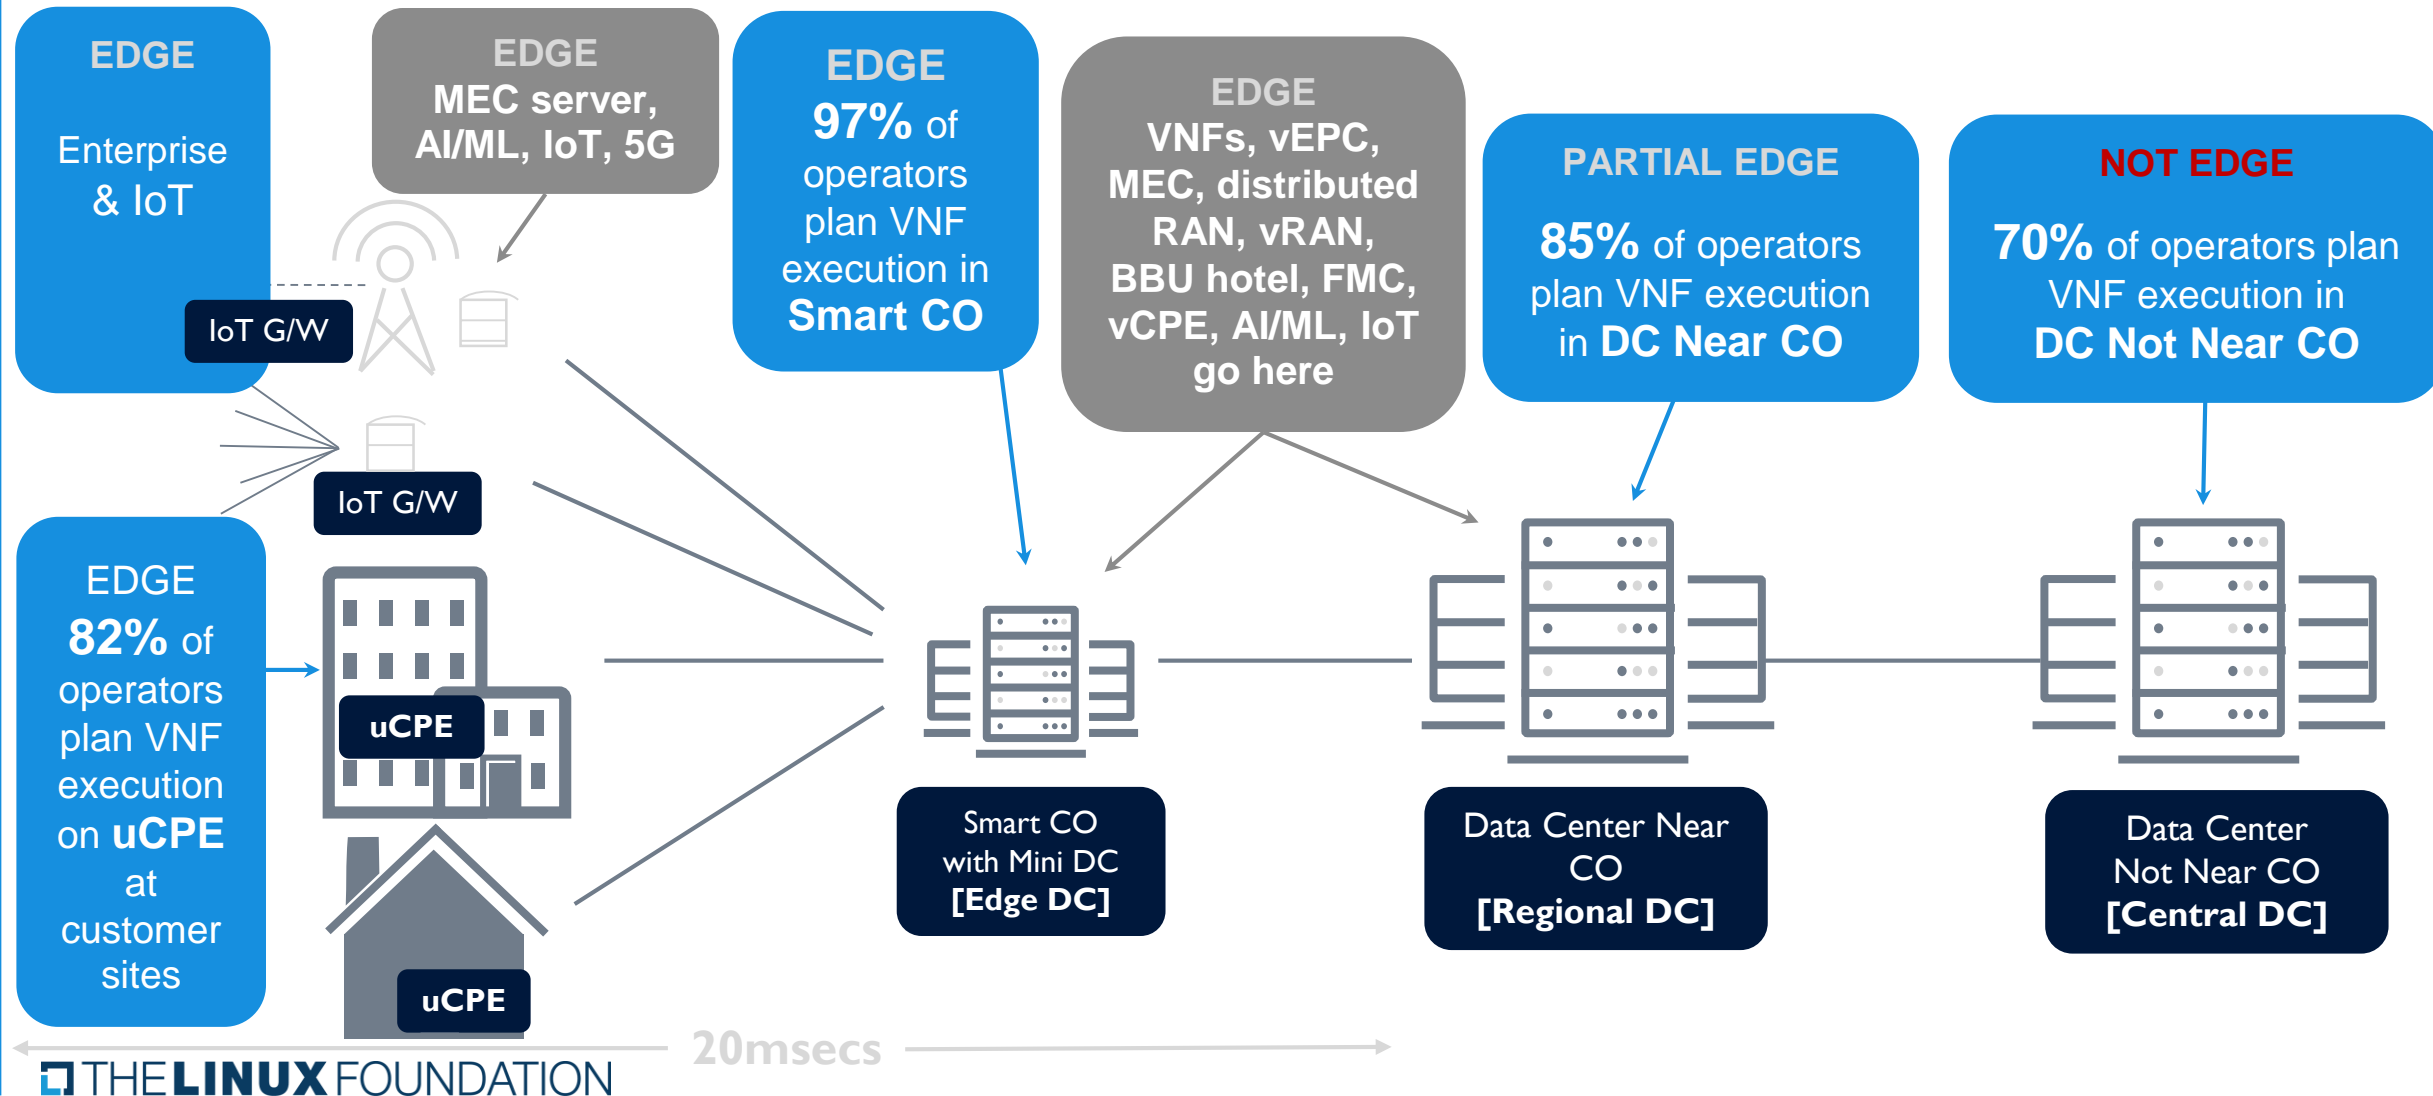 EDGE
Enterprise
& IoT
EDGE
MEC server,
AI/ML, IoT, 5G
EDGE
97% of
operators
plan VNF
execution in
Smart CO
EDGE
VNFs, vEPC,
MEC, distributed
RAN, vRAN,
BBU hotel, FMC,
vCPE, AI/ML, IoT
go here
PARTIAL EDGE
85% of operators
plan VNF execution
in DC Near CO
NOT EDGE
70% of operators plan
VNF execution in
DC Not Near CO
IoT G/W
IoT G/W
EDGE
82% of
operators
plan VNF
execution
on uCPE
at
customer
sites
uCPE
uCPE
Smart CO
with Mini DC
[Edge DC]
Data Center Near
CO
[Regional DC]
Data Center
Not Near CO
[Central DC]
20msecs
THE LINUX FOUNDATION